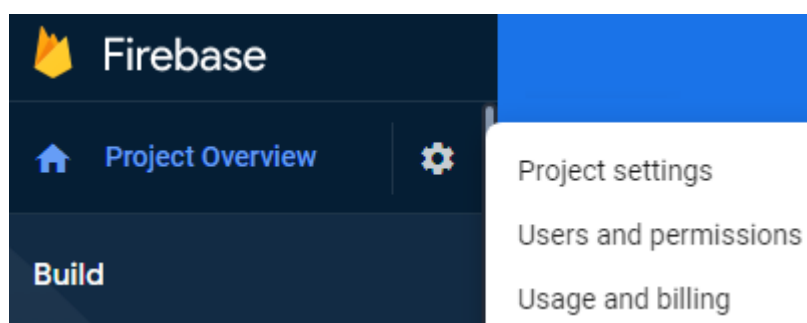 Firebase
Project Overview
Project settings
Users and permissions
Build
Usage and billing